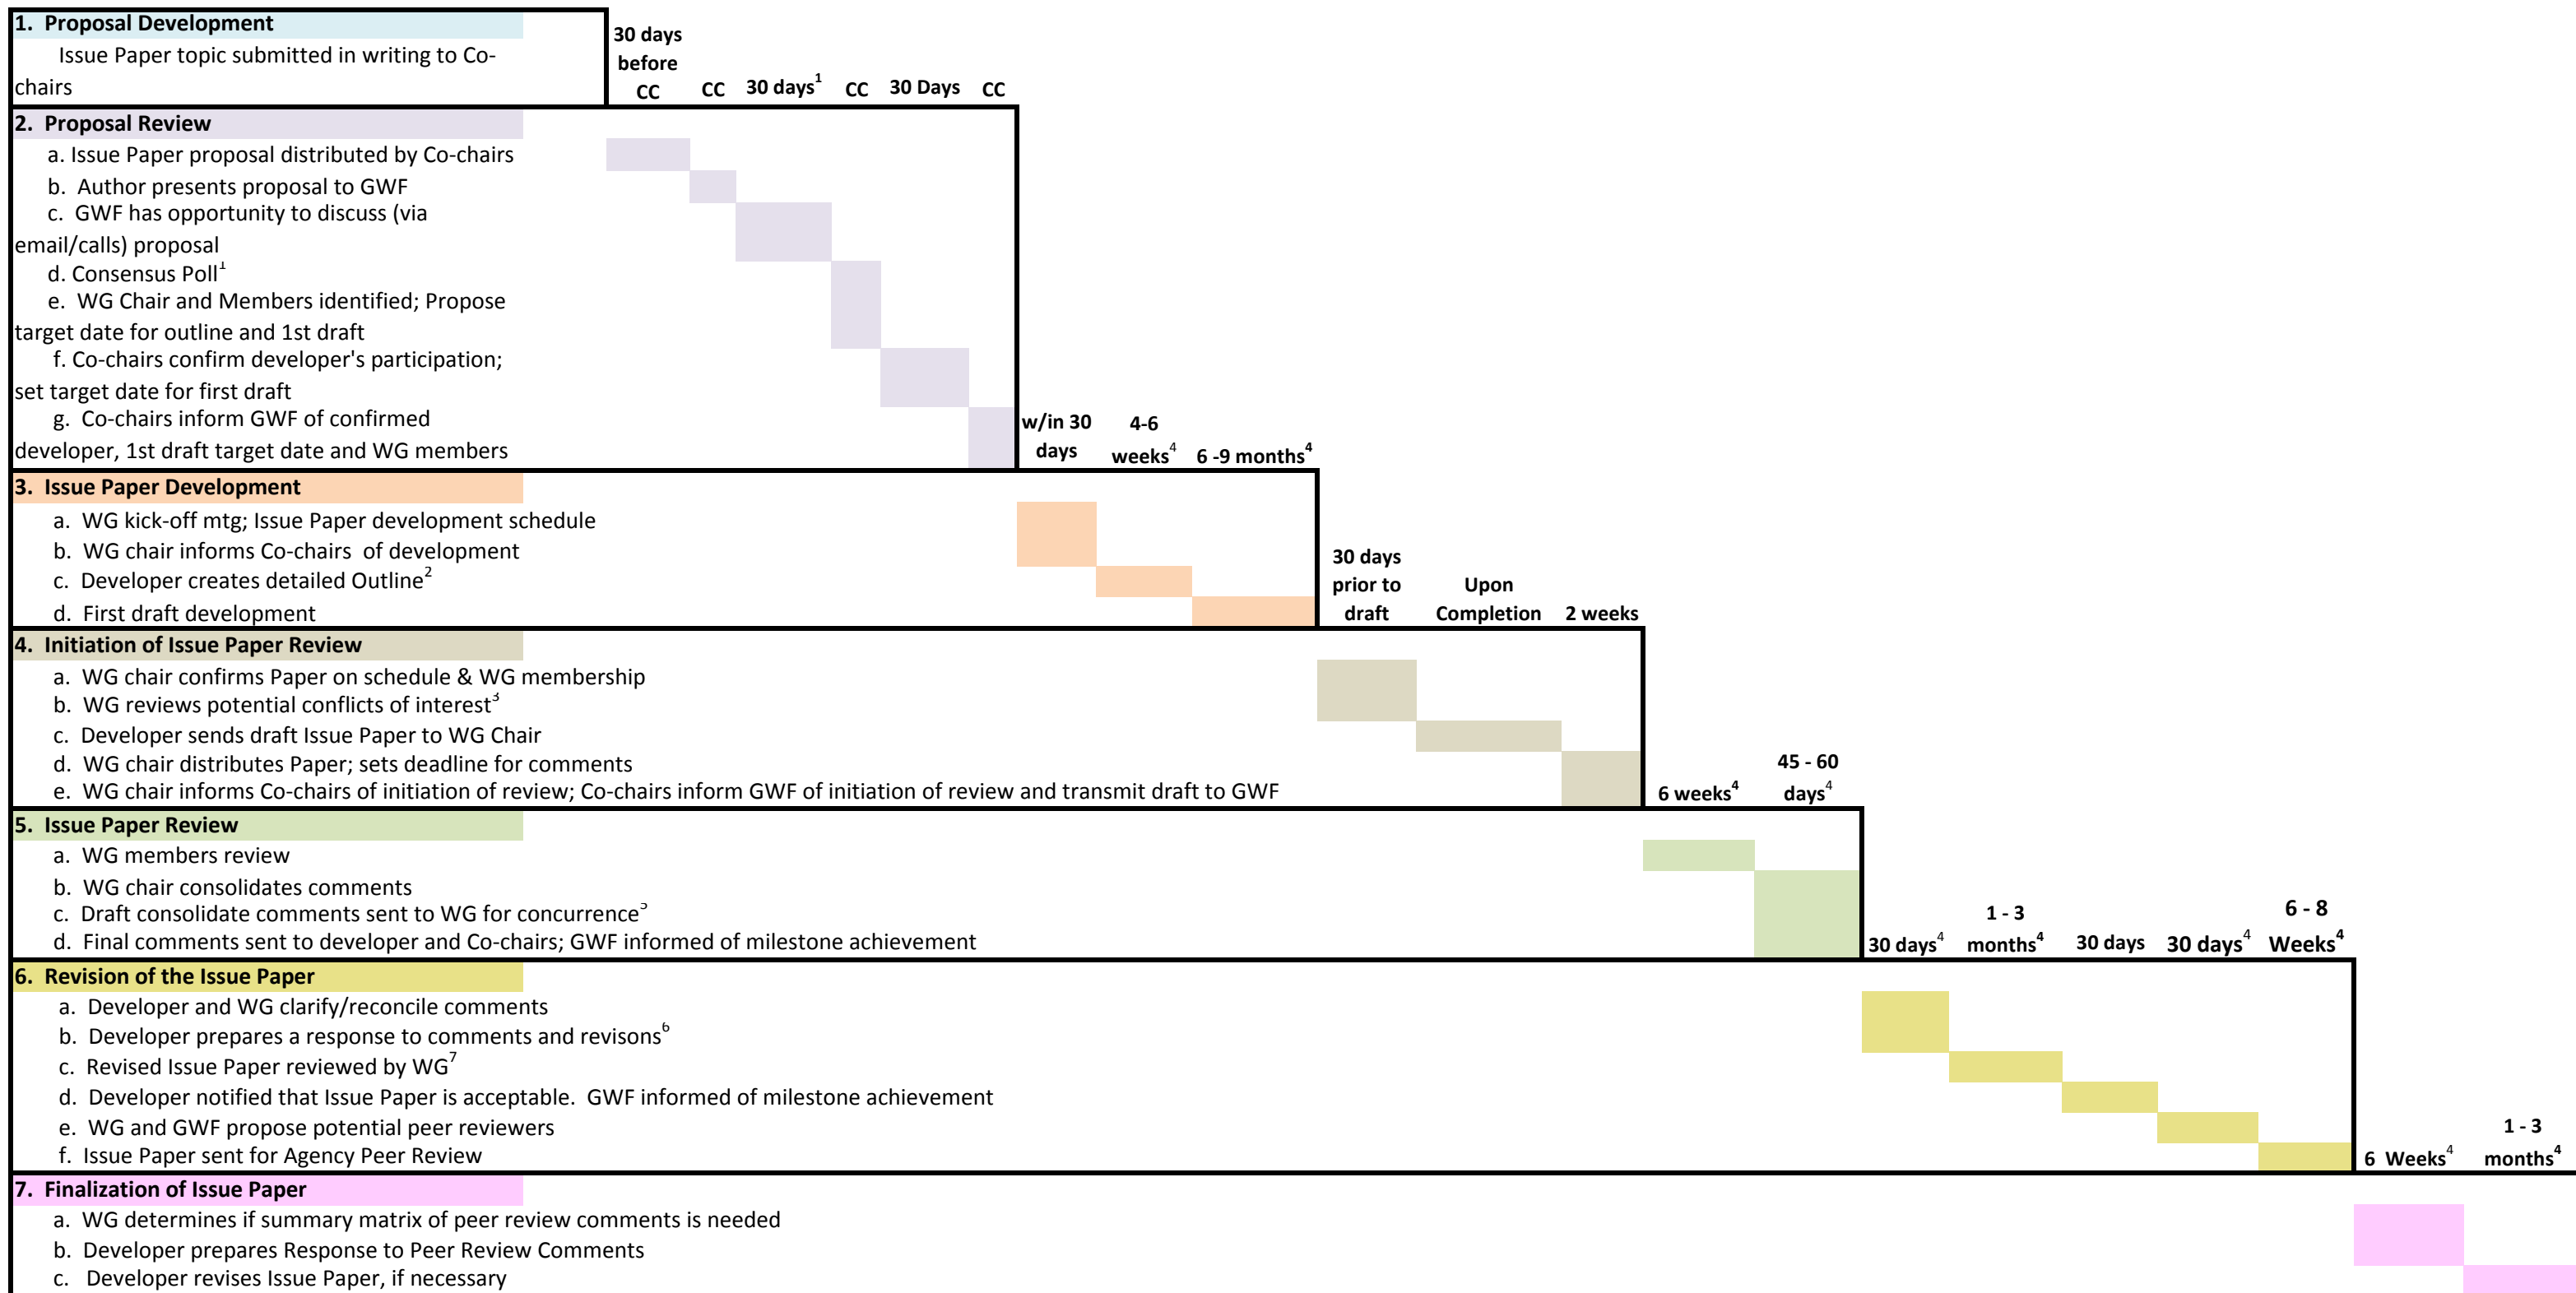 1. Proposal Development
Issue Paper topic submitted in writing to Co-
chairs
30 days
before
CC
CC
30 days1
CC
30 Days
CC
2. Proposal Review
a. Issue Paper proposal distributed by Co-chairs
b. Author presents proposal to GWF
c. GWF has opportunity to discuss (via
email/calls) proposal
d. Consensus Poll1
e. WG Chair and Members identified; Propose
target date for outline and 1st draft
f. Co-chairs confirm developer's participation;
set target date for first draft
g. Co-chairs inform GWF of confirmed
developer, 1st draft target date and WG members
w/in 30
days
4-6
weeks4
6 -9 months4
3. Issue Paper Development
a. WG kick-off mtg; Issue Paper development schedule
b. WG chair informs Co-chairs of development
c. Developer creates detailed Outline2
d. First draft development
30 days
prior to
draft
Upon
Completion
2 weeks
4. Initiation of Issue Paper Review
a. WG chair confirms Paper on schedule & WG membership
b. WG reviews potential conflicts of interest3
c. Developer sends draft Issue Paper to WG Chair
d. WG chair distributes Paper; sets deadline for comments
e. WG chair informs Co-chairs of initiation of review; Co-chairs inform GWF of initiation of review and transmit draft to GWF
6 weeks4
45 - 60
days4
5. Issue Paper Review
a. WG members review
b. WG chair consolidates comments
c. Draft consolidate comments sent to WG for concurrence5
d. Final comments sent to developer and Co-chairs; GWF informed of milestone achievement
30 days4
1 - 3
months4
30 days
30 days4
6 - 8
Weeks4
6. Revision of the Issue Paper
a. Developer and WG clarify/reconcile comments
b. Developer prepares a response to comments and revisons6
c. Revised Issue Paper reviewed by WG7
d. Developer notified that Issue Paper is acceptable. GWF informed of milestone achievement
e. WG and GWF propose potential peer reviewers
f. Issue Paper sent for Agency Peer Review
6 Weeks4
1 - 3
months4
7. Finalization of Issue Paper
a. WG determines if summary matrix of peer review comments is needed
b. Developer prepares Response to Peer Review Comments
c. Developer revises Issue Paper, if necessary